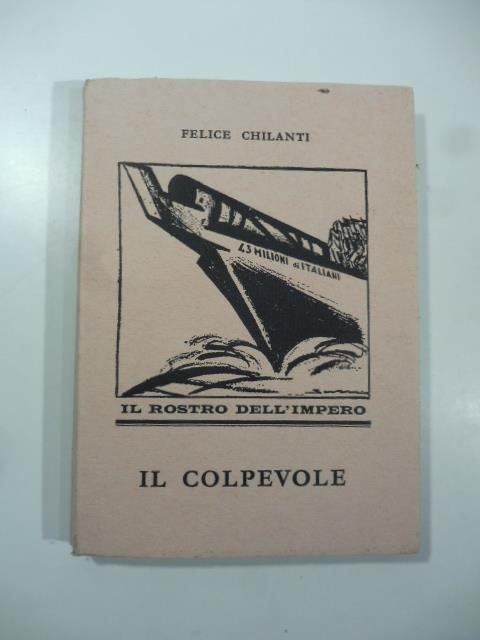 FELICE CHILANTI
43 MILIONI di ITALIANI
IL ROSTRO DELL'IMPERO
IL COLPEVOLE